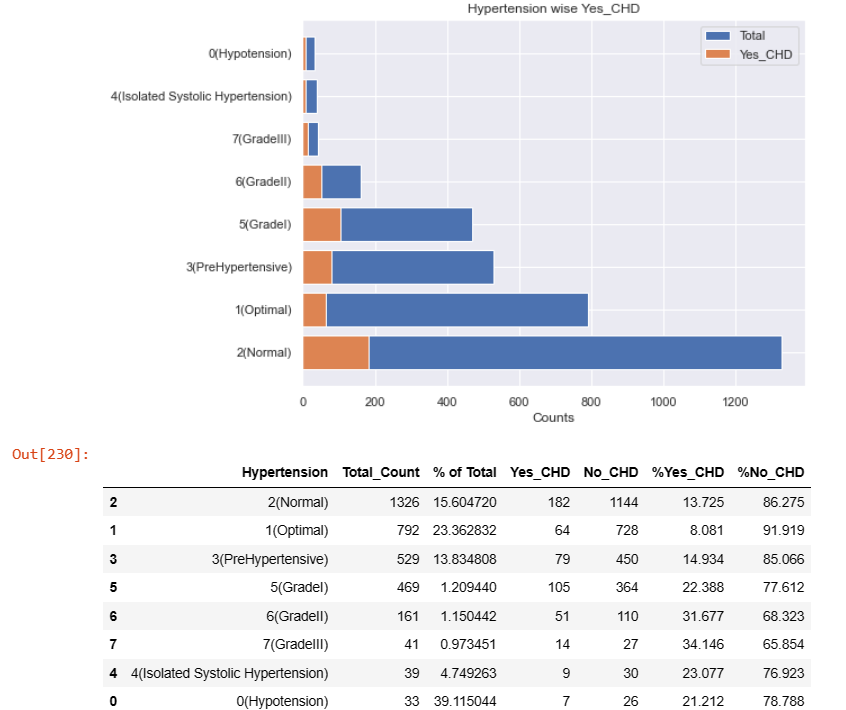 Hypertension wise Yes_CHD
Total
Yes_CHD
0(Hypotension)
4(Isolated Systolic Hypertension)
7(GradeIII)
6(GradeII)
5(GradeI)
3(PreHypertensive)
1(Optimal)
2(Normal)
0 200 400 600 800 1000 1200
Counts
Out[230]:
Hypertension Total_Count % of Total Yes_CHD No_CHD %Yes_CHD %No_CHD
2 2(Normal) 1326 15.604720 182 1144 13.725 86.275
1 1(Optimal) 792 23.362832 64 728 8.081 91.919
3 3(PreHypertensive) 529 13.834808 79 450 14.934 85.066
5 5(GradeI) 469 1.209440 105 364 22.388 77.612
6 6(GradeII) 161 1.150442 51 110 31.677 68.323
7 7(GradeIII) 41 0.973451 14 27 34.146 65.854
4 4(Isolated Systolic Hypertension) 39 4.749263 9 30 23.077 76.923
0 0(Hypotension) 33 39.115044 7 26 21.212 78.788